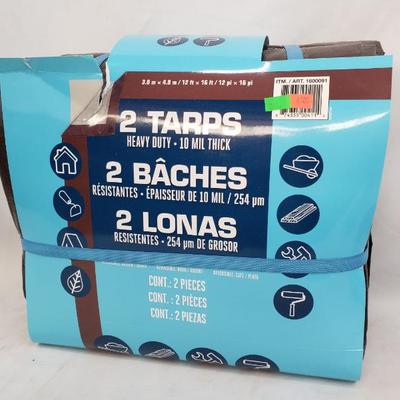 3.6 m x 4.8 m / 12 ft x 16 ft / 12 pi x 16 pi
ITM. / ART. 1600091
2 TARPS
HEAVY DUTY • 10 MIL THICK
2 BÂCHES
RÉSISTANTES • ÉPAISSEUR DE 10 MIL / 254 µm
2 LONAS
RESISTENTES • 254 µm DE GROSOR
CONT.: 2 PIECES
CONT.: 2 PIÈCES
CONT.: 2 PIEZAS